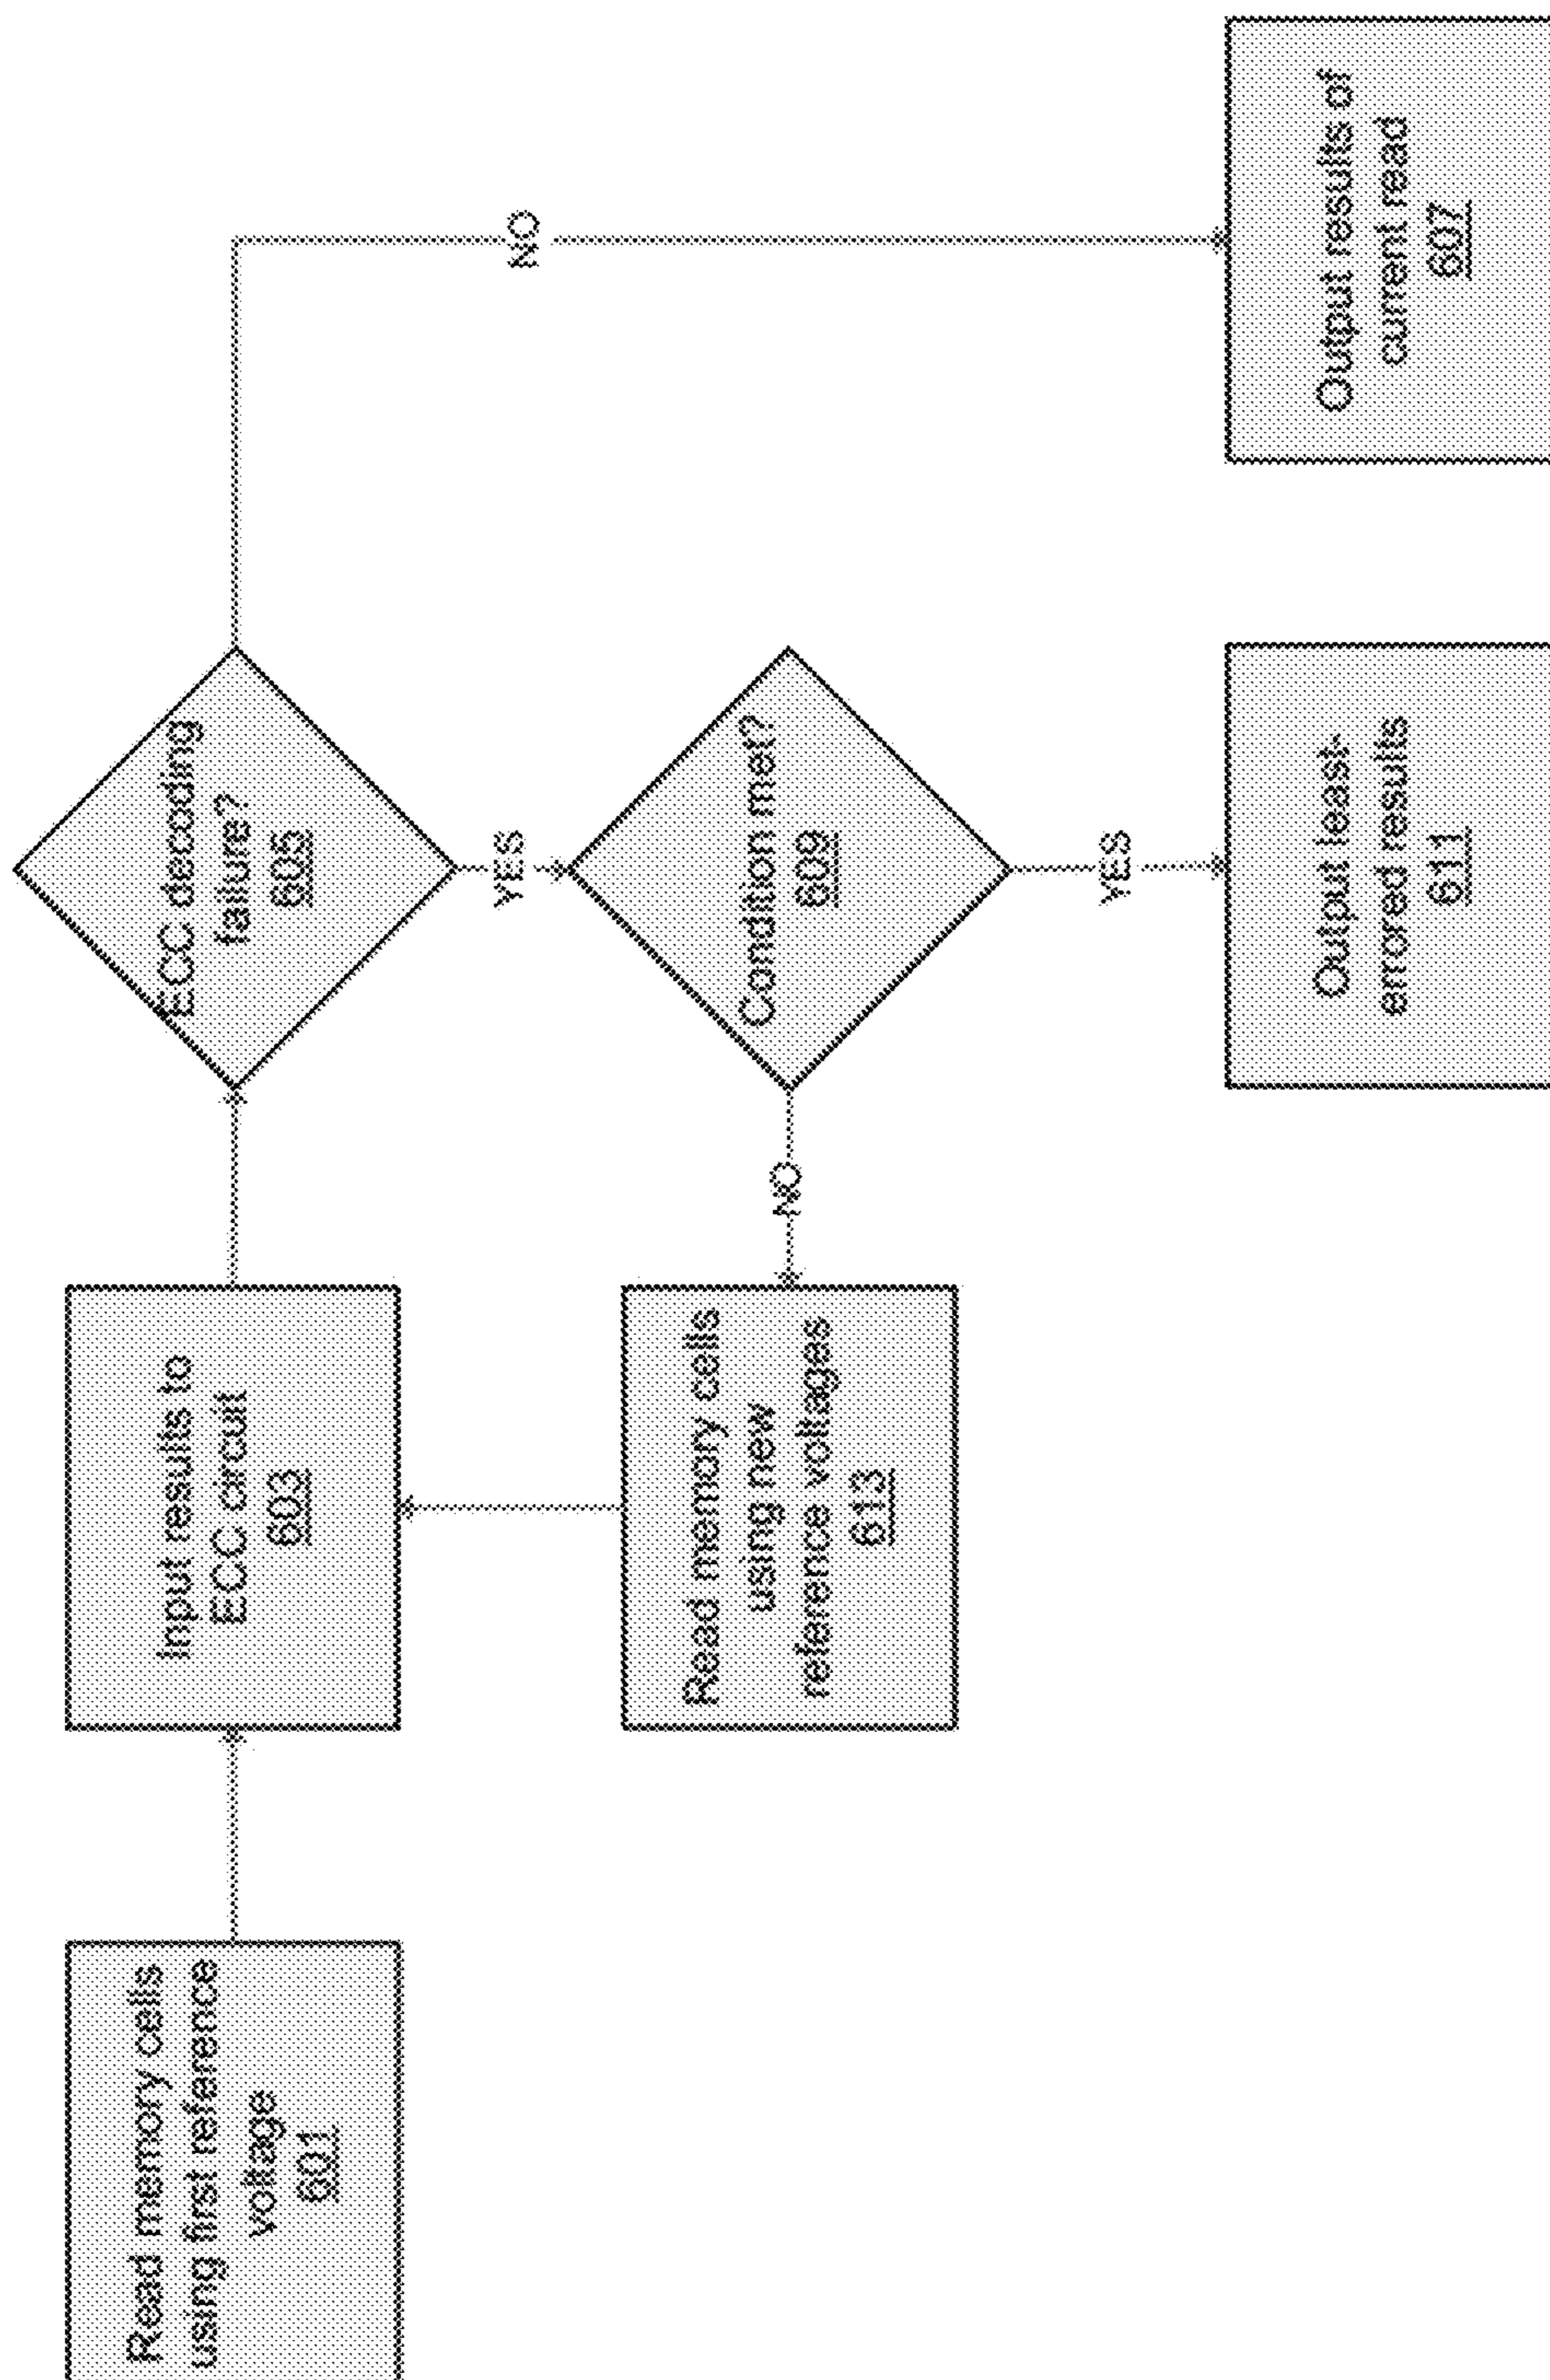 Read memory cells
using first reference
voltage
601
Input results to
ECC circuit
603
ECC decoding
failure?
605
NO
YES
Read memory cells
using new
reference voltages
613
NO
Condition met?
609
YES
Output least-
errored results
611
Output results of
current read
607